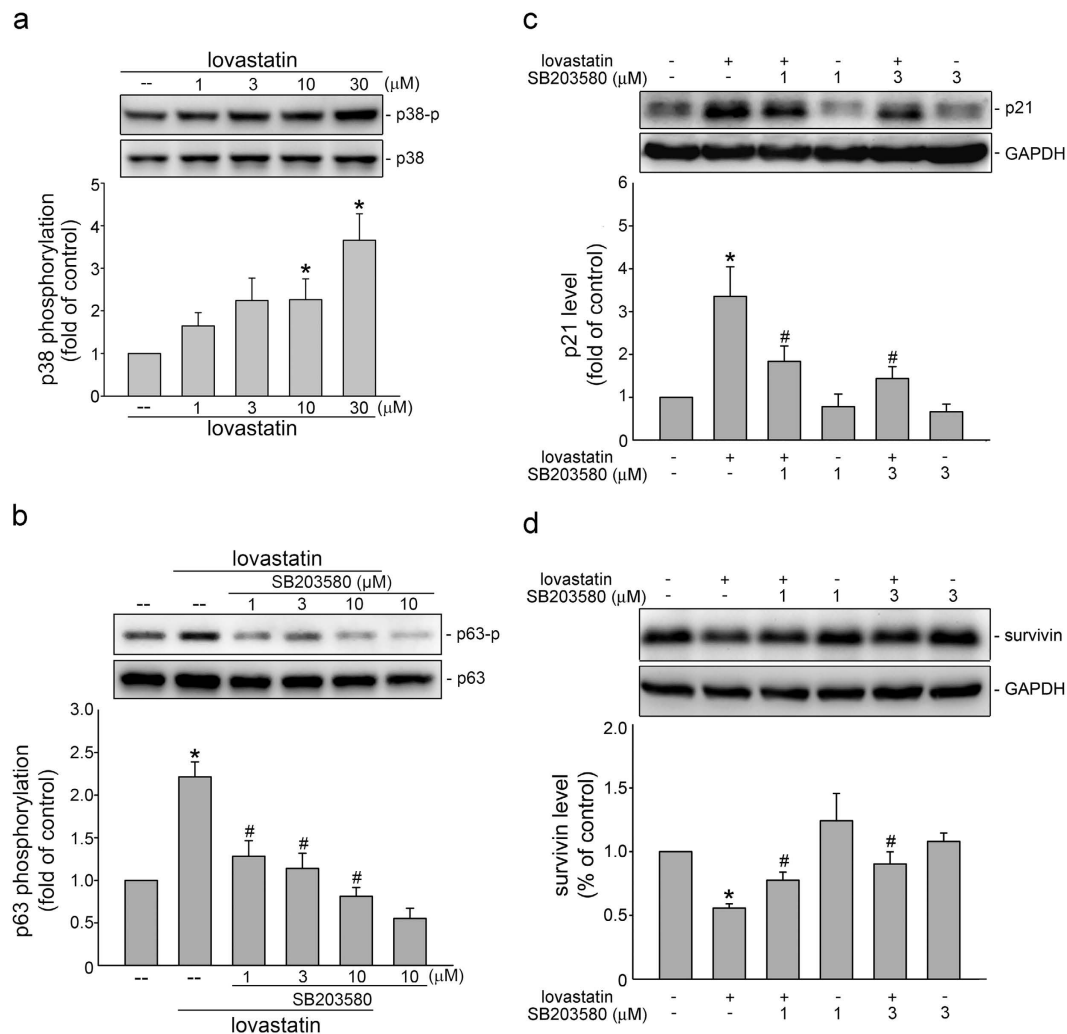 a
lovastatin
-- 1 3 10 30 (μM)
- p38-p
- p38
p38 phosphorylation
(fold of control)
5
4
3
2
1
0
* *
-- 1 3 10 30 (μM)
lovastatin
b
lovastatin
SB203580 (μM)
-- -- 1 3 10 10
- p63-p
- p63
p63 phosphorylation
(fold of control)
3.0
2.5
2.0
1.5
1.0
0.5
0
* # # #
-- -- 1 3 10 10 (μM)
SB203580
lovastatin
c
lovastatin - + + - + -
SB203580 (μM) - - 1 1 3 3
- p21
- GAPDH
p21 level
(fold of control)
6
5
4
3
2
1
0
* # #
lovastatin - + + - + -
SB203580 (μM) - - 1 1 3 3
d
lovastatin - + + - + -
SB203580 (μM) - - 1 1 3 3
- survivin
- GAPDH
survivin level
(% of control)
2.0
1.5
1.0
0.5
0
* # #
lovastatin - + + - + -
SB203580 (μM) - - 1 1 3 3